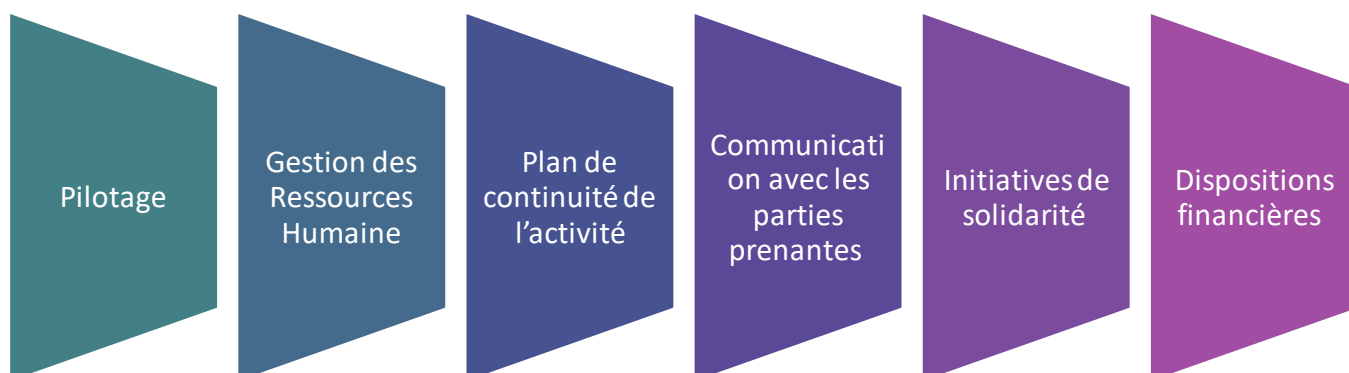 Pilotage
Gestion des
Ressources
Humaine
Plan de
continuité de
l’activité
Communicati
on avec les
parties
prenantes
Initiatives de
solidarité
Dispositions
financières